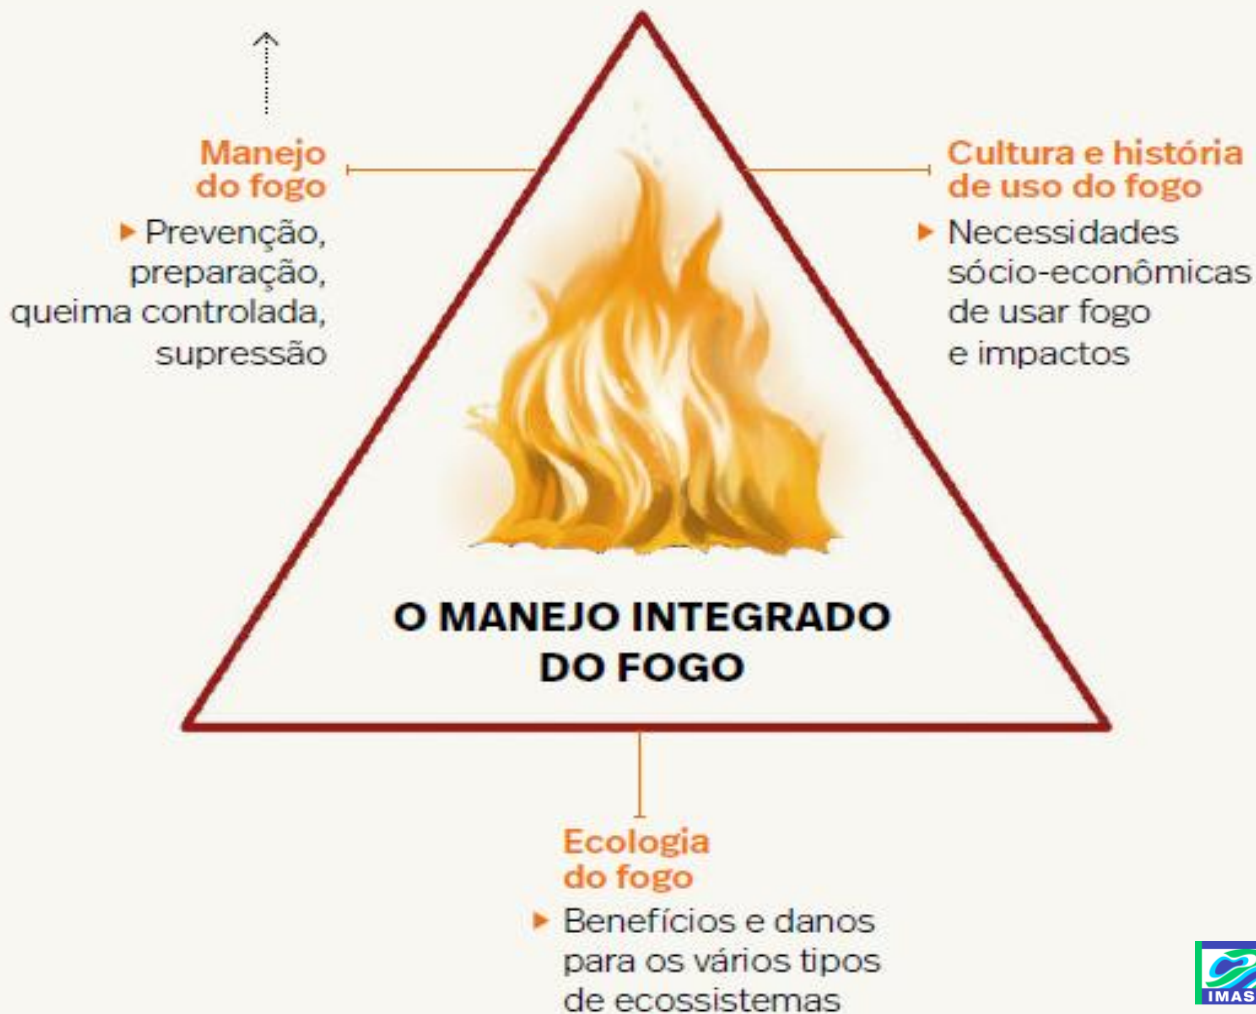 Manejo
do fogo
Prevenção,
preparação,
queima controlada,
supressão
Cultura e história
de uso do fogo
Necessidades
sócio-econômicas
de usar fogo
e impactos
O MANEJO INTEGRADO
DO FOGO
Ecologia
do fogo
Benefícios e danos
para os vários tipos
de ecossistemas
IMAS